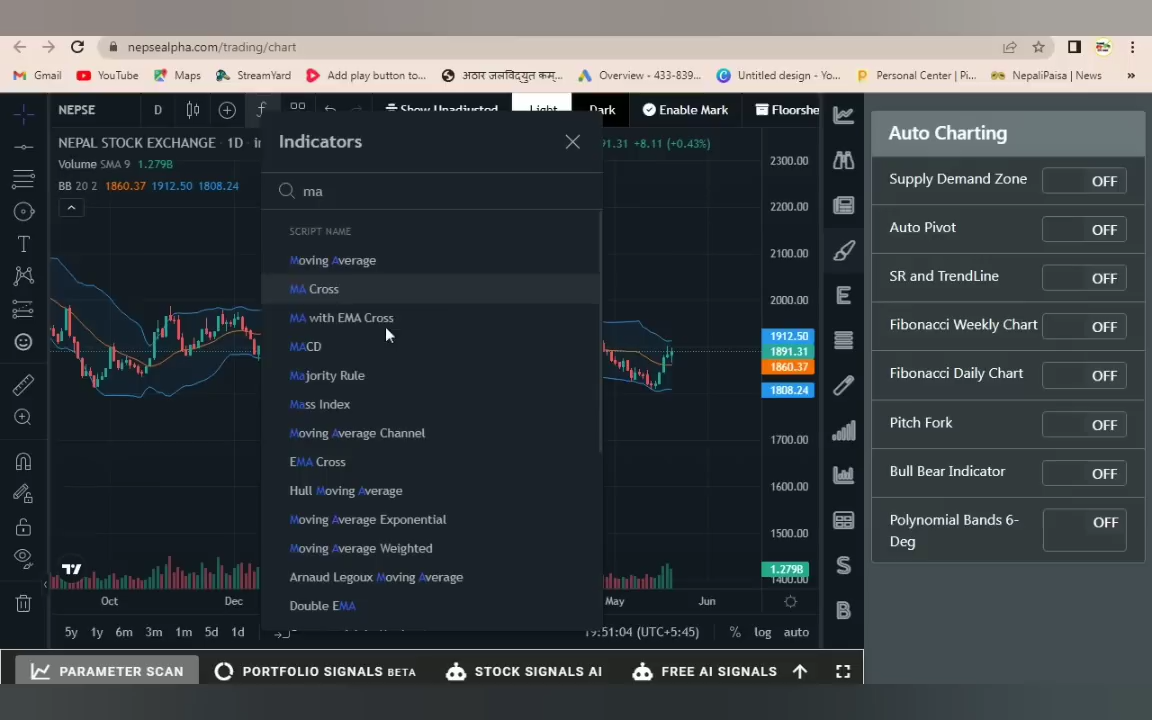 nepsealpha.com/trading/chart
Gmail YouTube Maps StreamYard Add play button to... अठार जलविद्युत कम्... Overview - 433-839... Untitled design - Yo... Personal Center | Pi... NepaliPaisa | News »
NEPSE D Show Unadjusted Light Dark Enable Mark Floorshe
NEPAL STOCK EXCHANGE · 1D
91.31 +8.11 (+0.43%)
Volume SMA 9 1.279B
BB 20 2 1860.37 1912.50 1808.24
Indicators
ma
SCRIPT NAME
Moving Average
MA Cross
MA with EMA Cross
MACD
Majority Rule
Mass Index
Moving Average Channel
EMA Cross
Hull Moving Average
Moving Average Exponential
Moving Average Weighted
Arnaud Legoux Moving Average
Double EMA
2300.00
2200.00
2100.00
2000.00
1912.50
1891.31
1860.37
1808.24
1700.00
1600.00
1500.00
1.279B
1400.00
Oct Dec May Jun
5y 1y 6m 3m 1m 5d 1d 19:51:04 (UTC+5:45) % log auto
PARAMETER SCAN PORTFOLIO SIGNALS BETA STOCK SIGNALS AI FREE AI SIGNALS
Auto Charting
Supply Demand Zone OFF
Auto Pivot OFF
SR and TrendLine OFF
Fibonacci Weekly Chart OFF
Fibonacci Daily Chart OFF
Pitch Fork OFF
Bull Bear Indicator OFF
Polynomial Bands 6- OFF
Deg